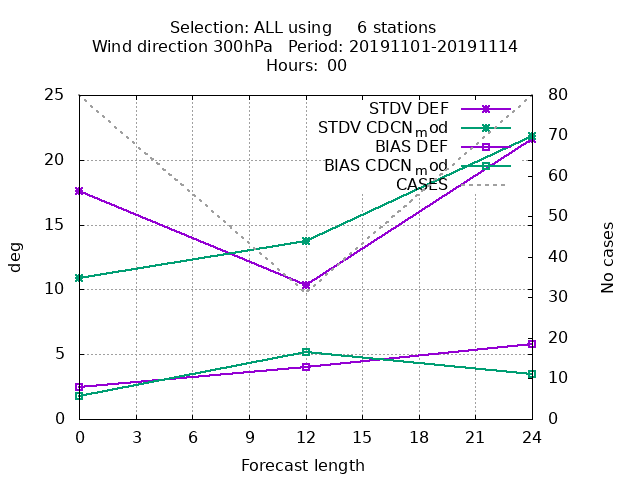 Selection: ALL using     6 stations
Wind direction 300hPa   Period: 20191101-20191114
Hours: 00
25 80
STDV DEF
STDV CDCN_mod
70
20
BIAS DEF
BIAS CDCN_mod
60
CASES
15 50
deg
No cases
40
10
30
5
20
10
0 0
0 3 6 9 12 15 18 21 24
Forecast length